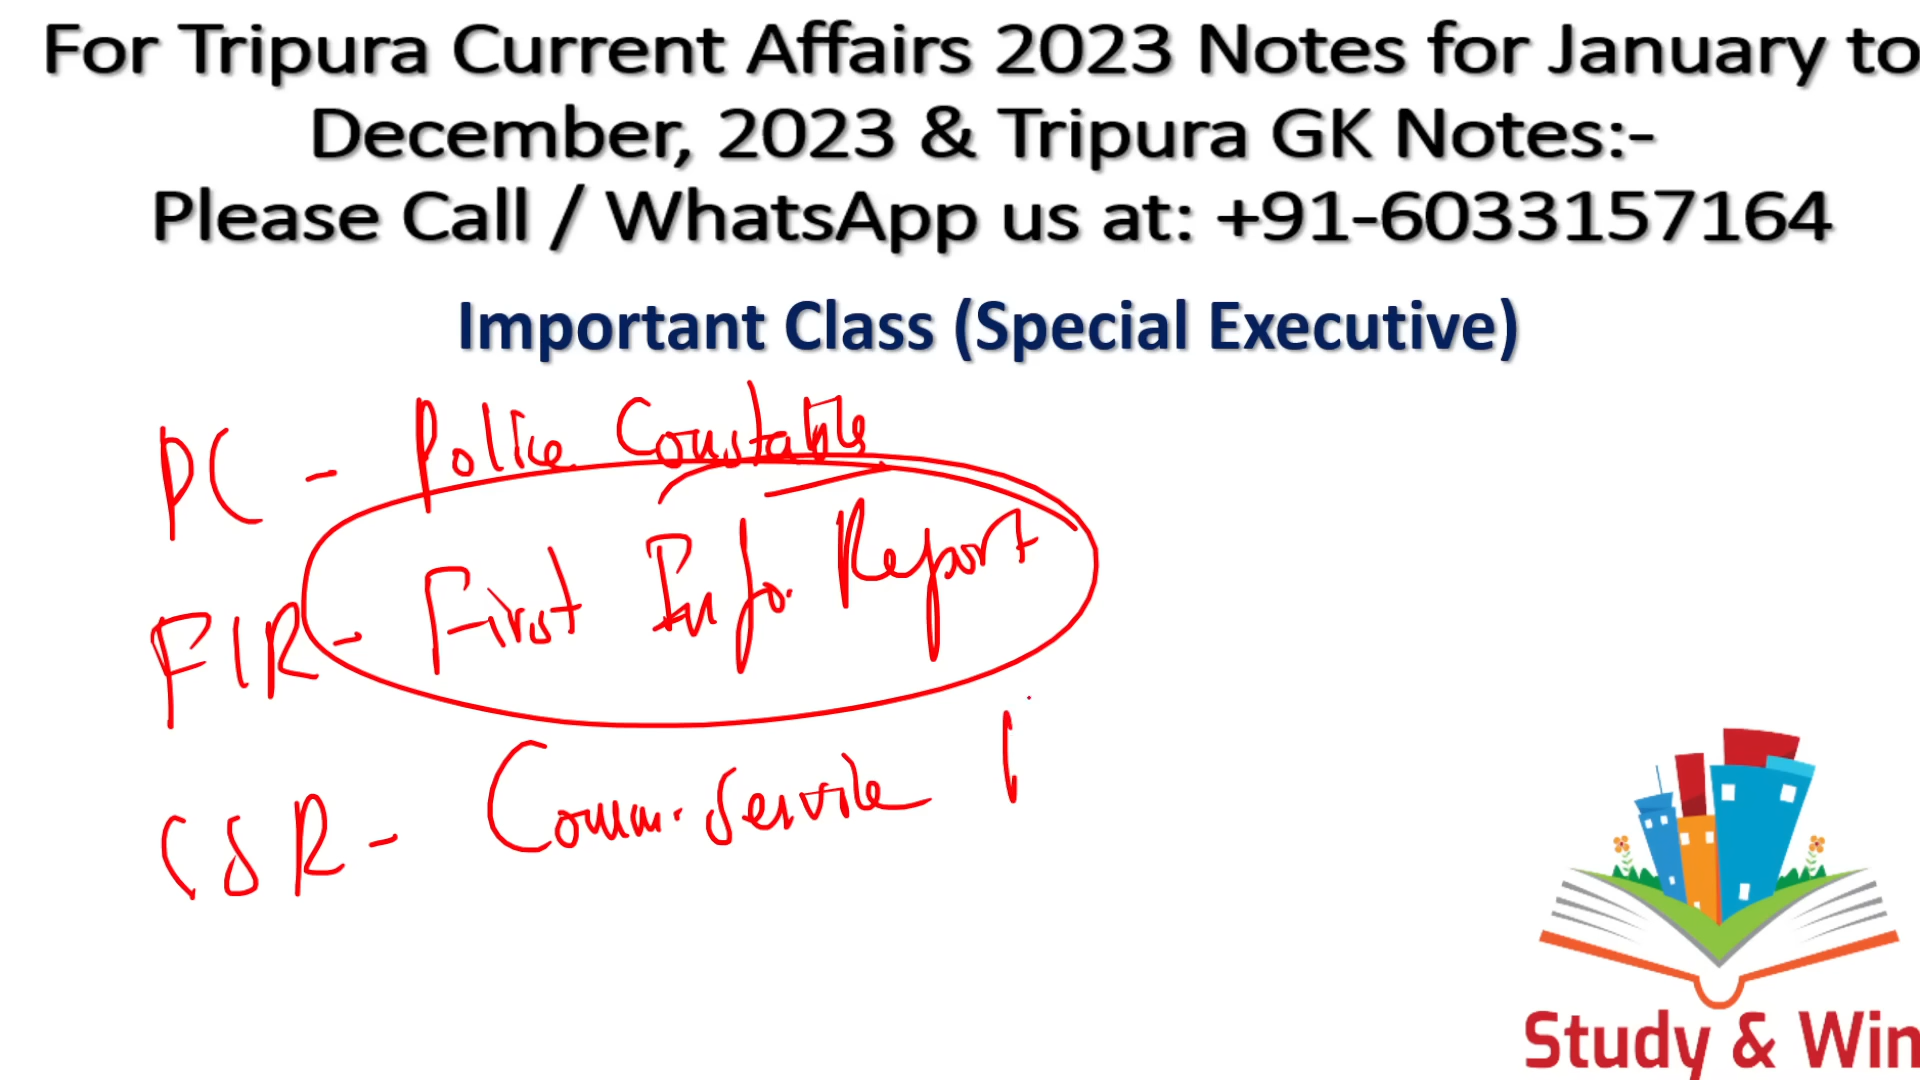 For Tripura Current Affairs 2023 Notes for January to
December, 2023 & Tripura GK Notes:-
Please Call / WhatsApp us at: +91-6033157164
Important Class (Special Executive)
PC - Police Constable
FIR - First Info. Report
CSR - Comm. Service
Study & Win